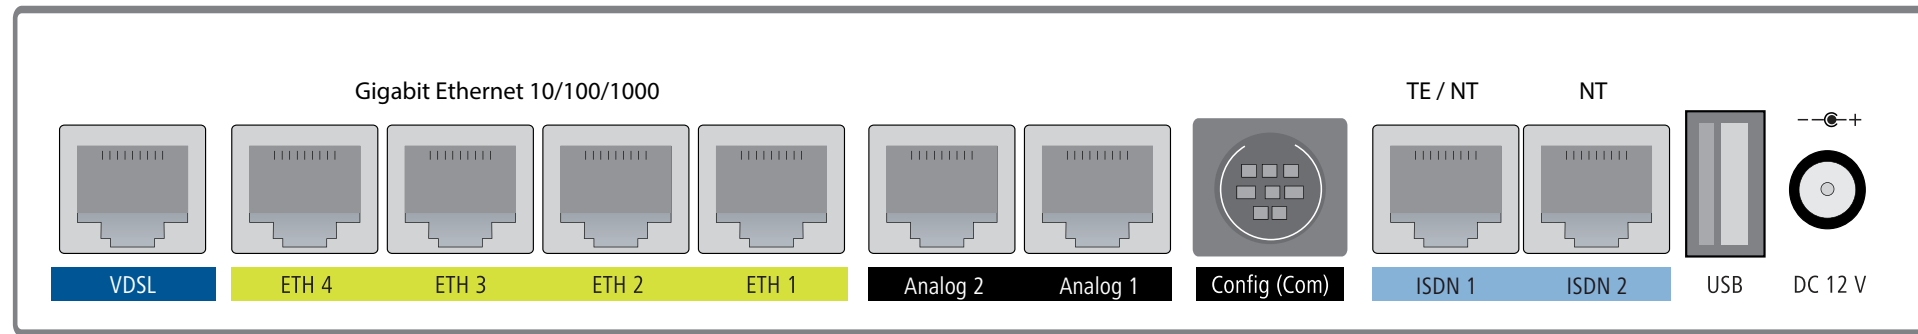 Gigabit Ethernet 10/100/1000
TE / NT
NT
VDSL
ETH 4
ETH 3
ETH 2
ETH 1
Analog 2
Analog 1
Config (Com)
ISDN 1
ISDN 2
USB
DC 12 V